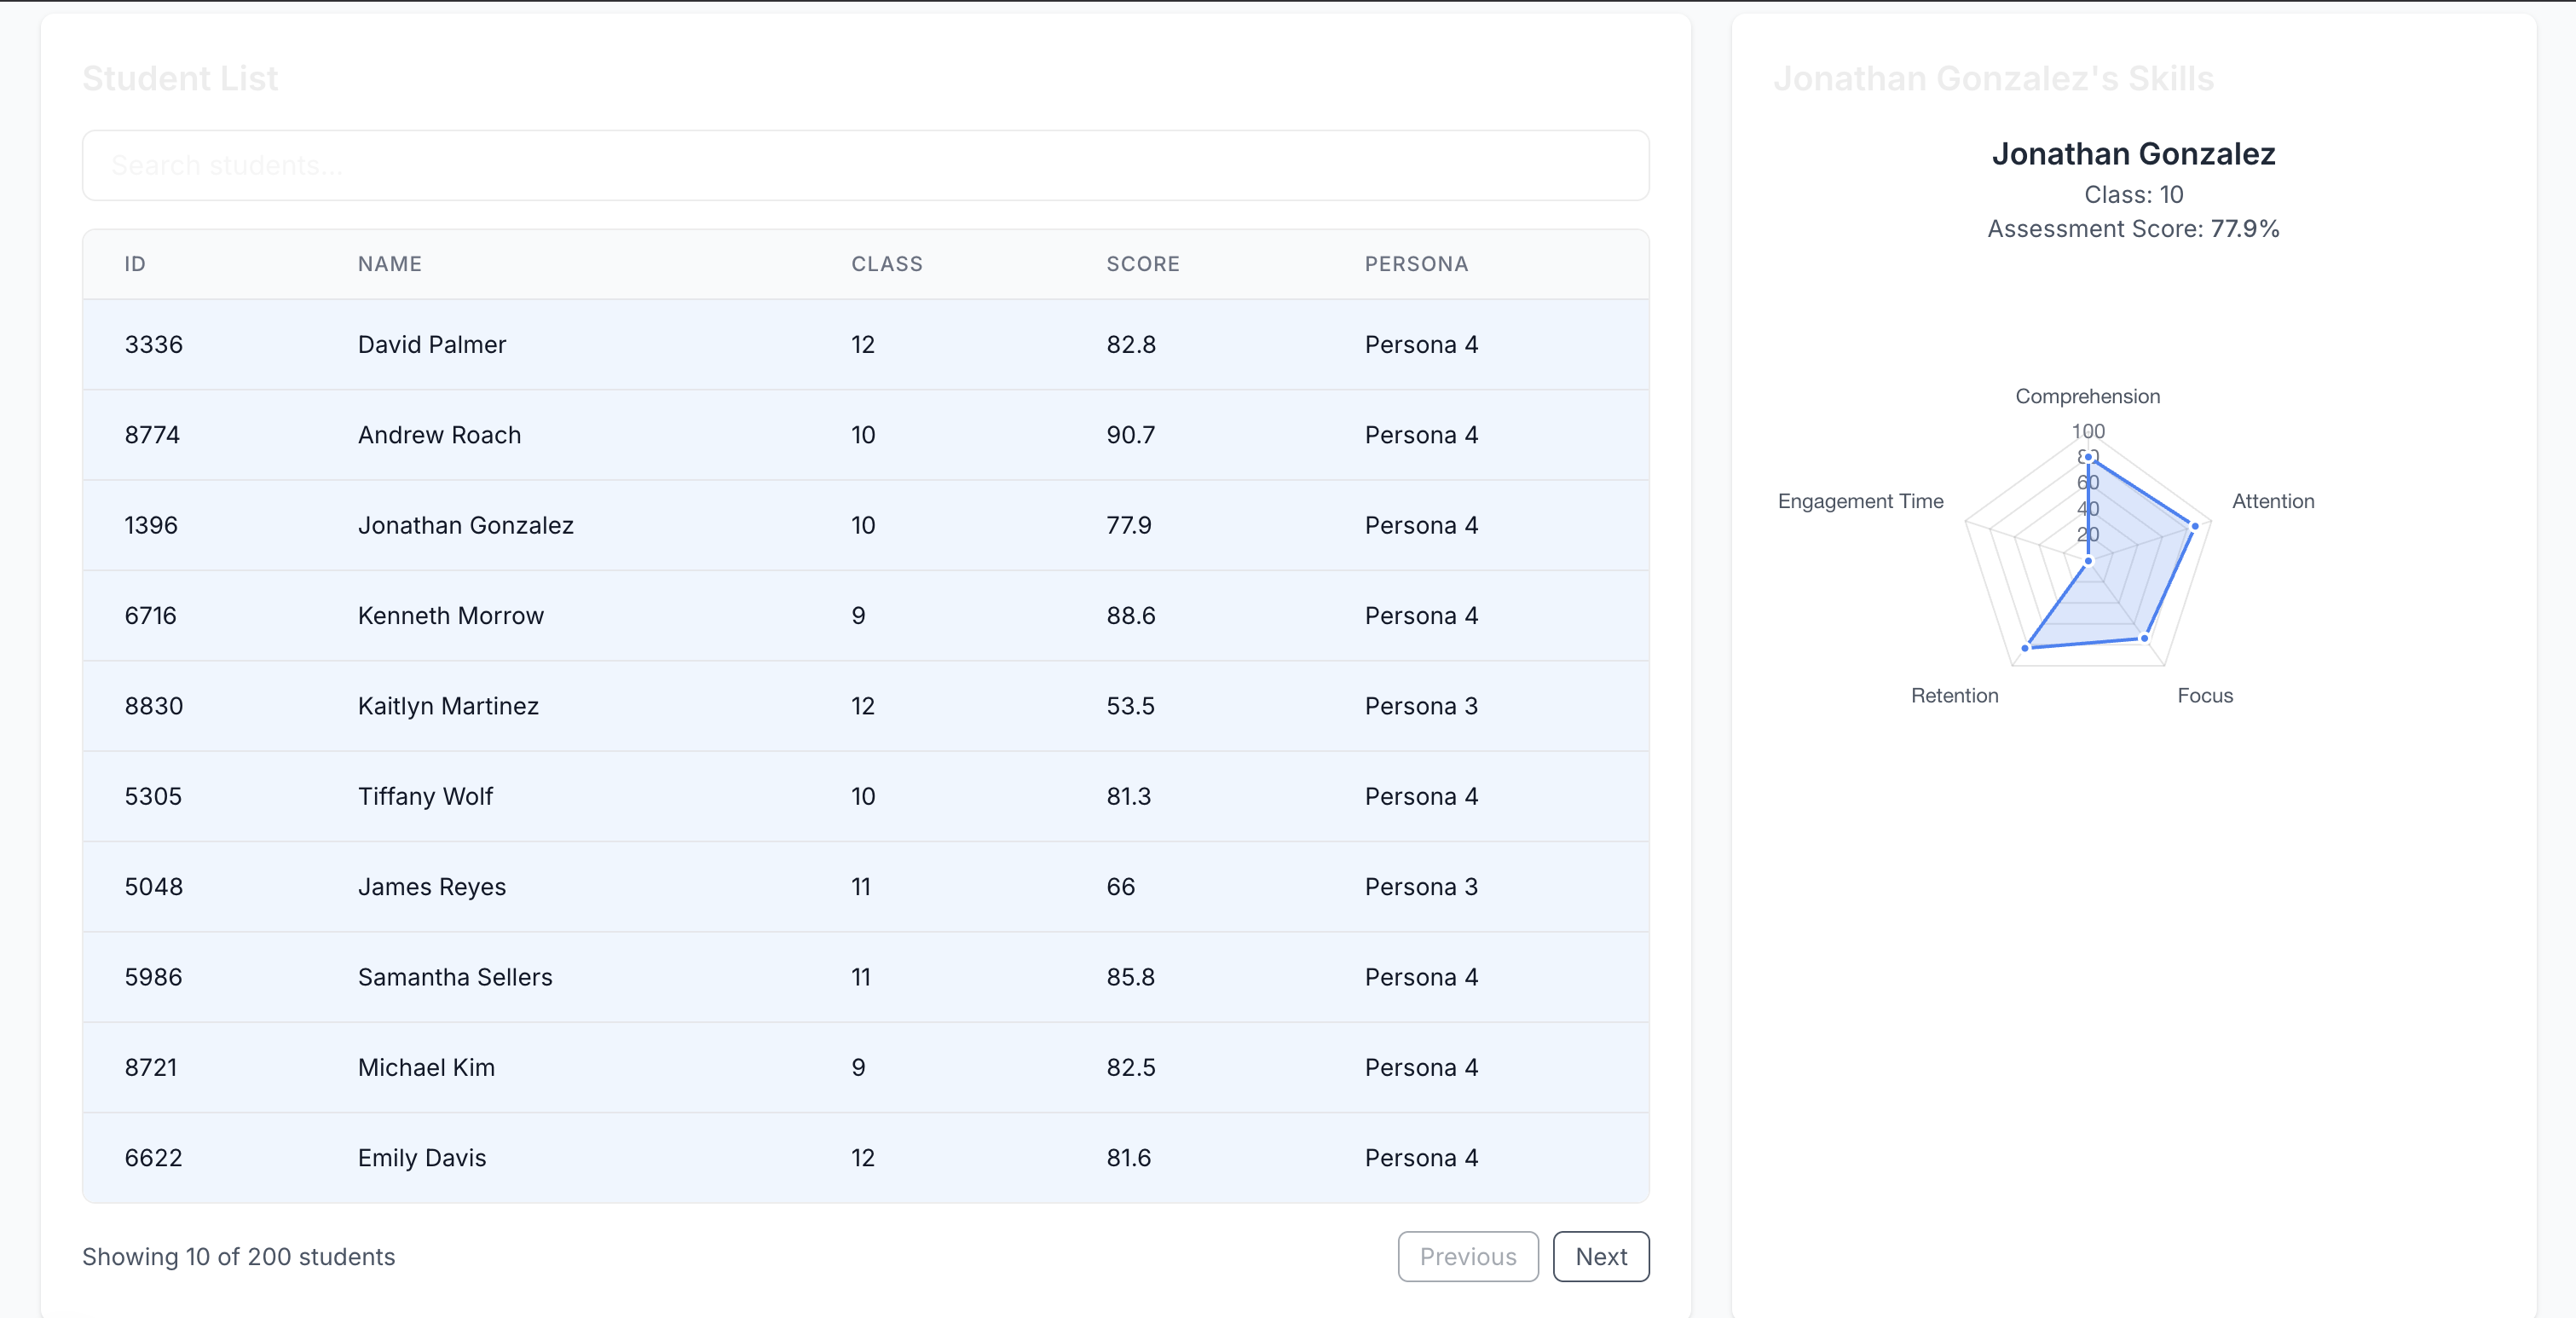 Student List
Search students...
ID NAME CLASS SCORE PERSONA
3336 David Palmer 12 82.8 Persona 4
8774 Andrew Roach 10 90.7 Persona 4
1396 Jonathan Gonzalez 10 77.9 Persona 4
6716 Kenneth Morrow 9 88.6 Persona 4
8830 Kaitlyn Martinez 12 53.5 Persona 3
5305 Tiffany Wolf 10 81.3 Persona 4
5048 James Reyes 11 66 Persona 3
5986 Samantha Sellers 11 85.8 Persona 4
8721 Michael Kim 9 82.5 Persona 4
6622 Emily Davis 12 81.6 Persona 4
Showing 10 of 200 students
Previous Next
Jonathan Gonzalez's Skills
Jonathan Gonzalez
Class: 10
Assessment Score: 77.9%
Comprehension
100
80
60
Engagement Time Attention
40
20
Retention Focus